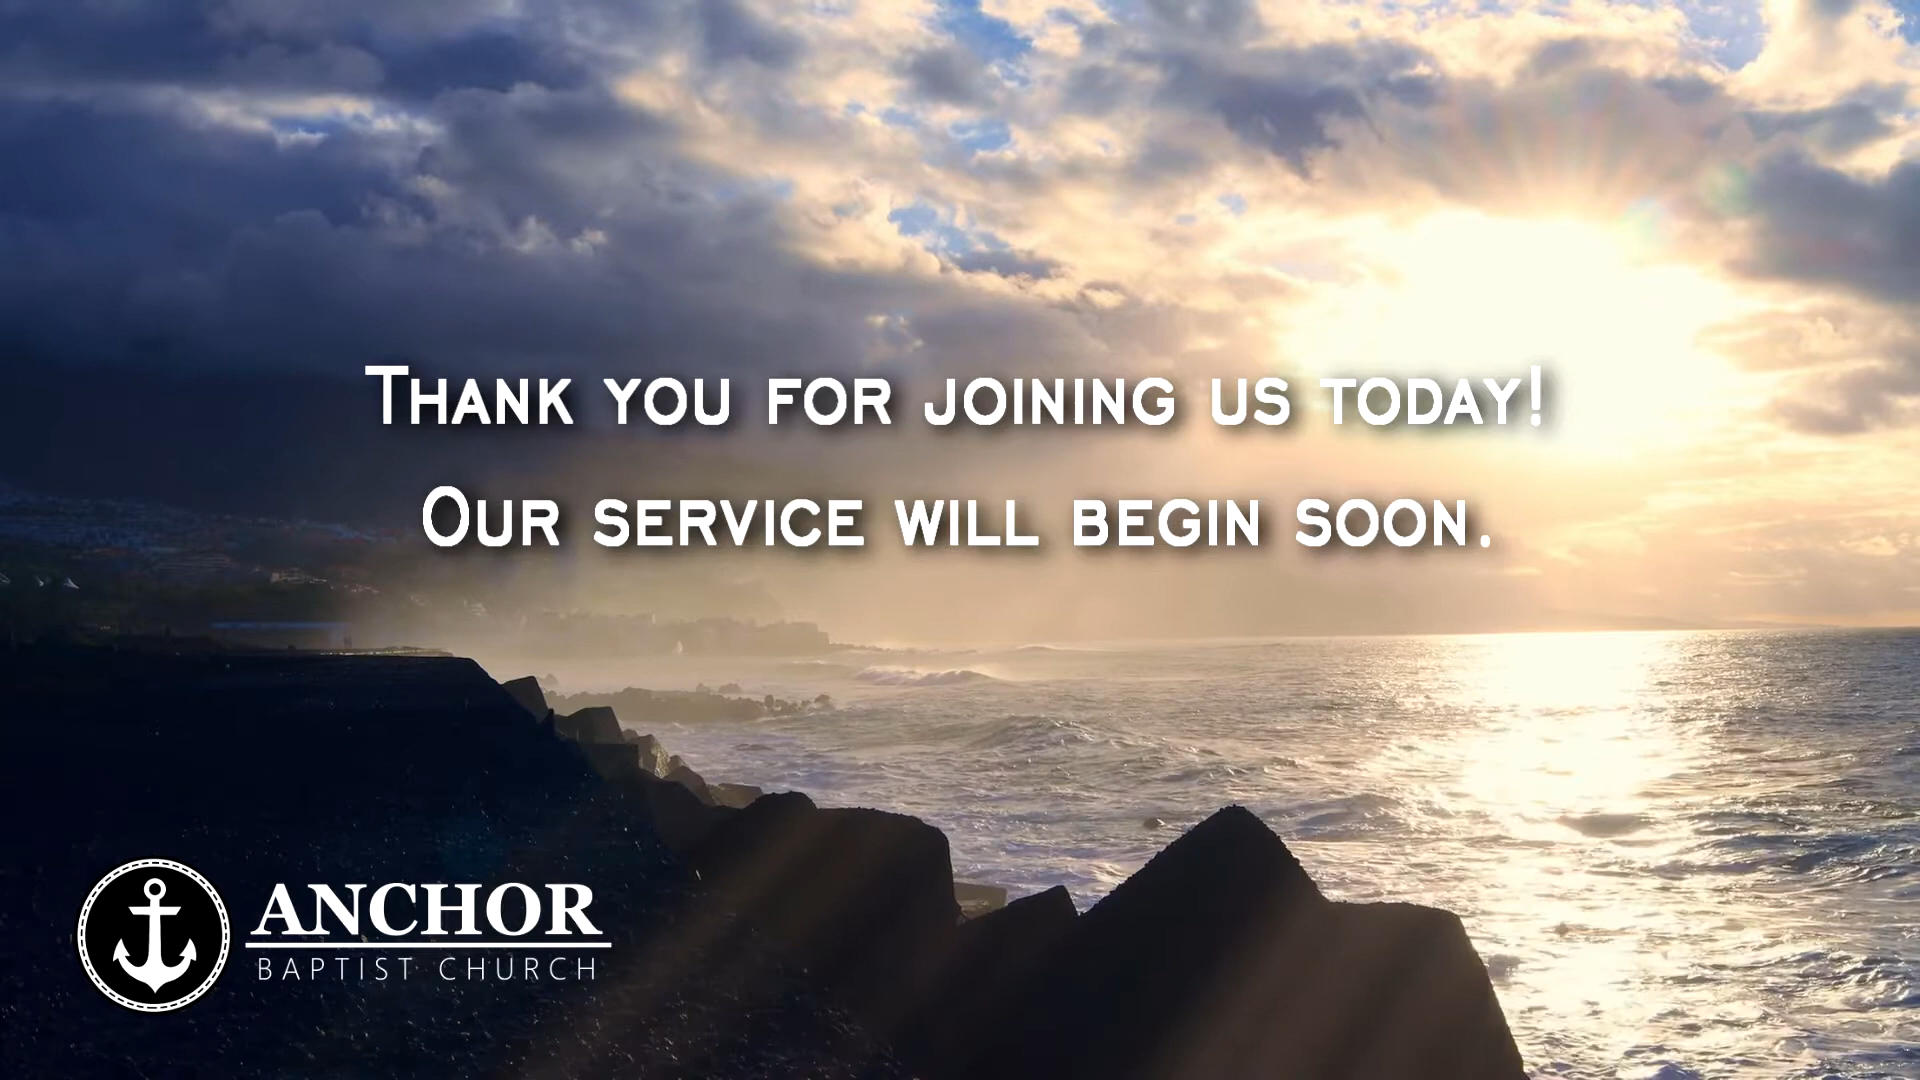 Thank you for joining us today!
Our service will begin soon.
ANCHOR
BAPTIST CHURCH